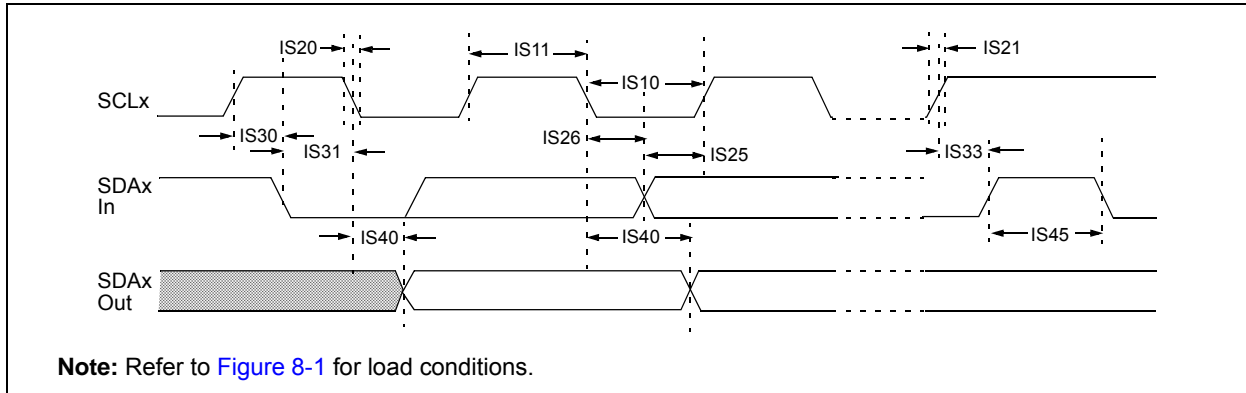 IS20
IS11
IS21
IS10
SCLx
IS30
IS26
IS31
IS25
IS33
SDAx
In
IS40
IS40
IS45
SDAx
Out
Note: Refer to Figure 8-1 for load conditions.